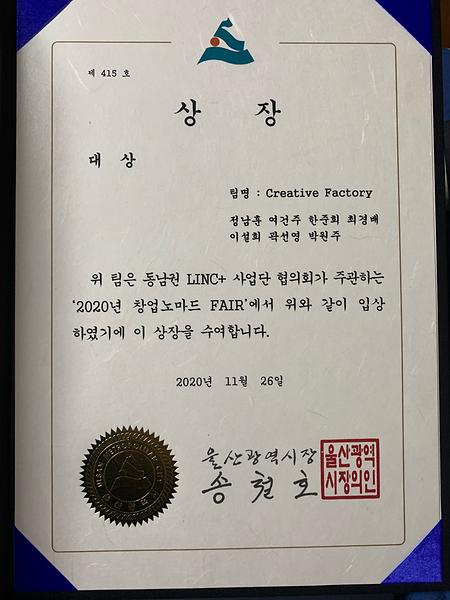 제 415 호
상 장
대 상
팀명 : Creative Factory
정남훈 여건주 한준희 최경배
이설희 곽선영 박원주
위 팀은 동남권 LINC+ 사업단 협의회가 주관하는
‘2020년 창업노마드 FAIR’에서 위와 같이 입상
하였기에 이 상장을 수여합니다.
2020년 11월 26일
울산광역시장
송철호
울산광역
시장의인